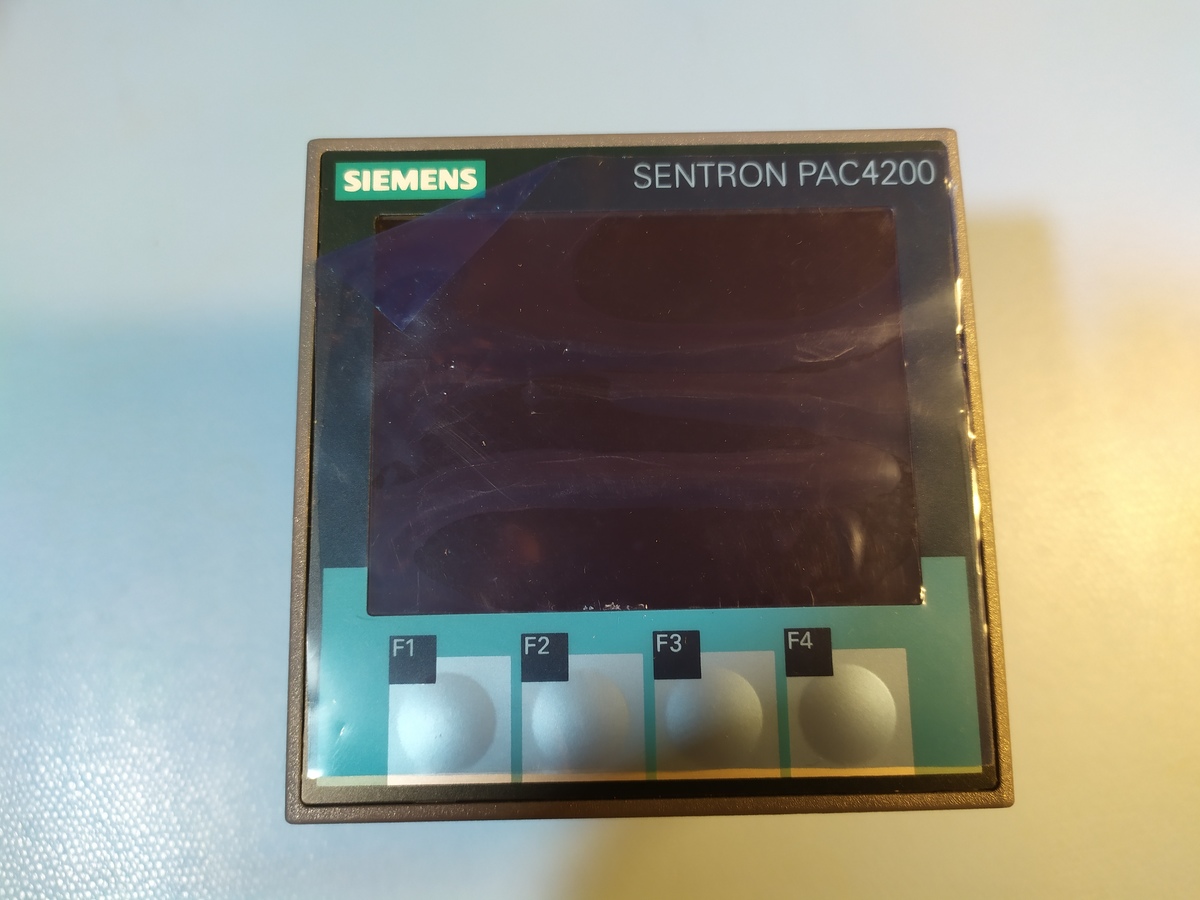 SIEMENS
SENTRON PAC4200
F1
F2
F3
F4